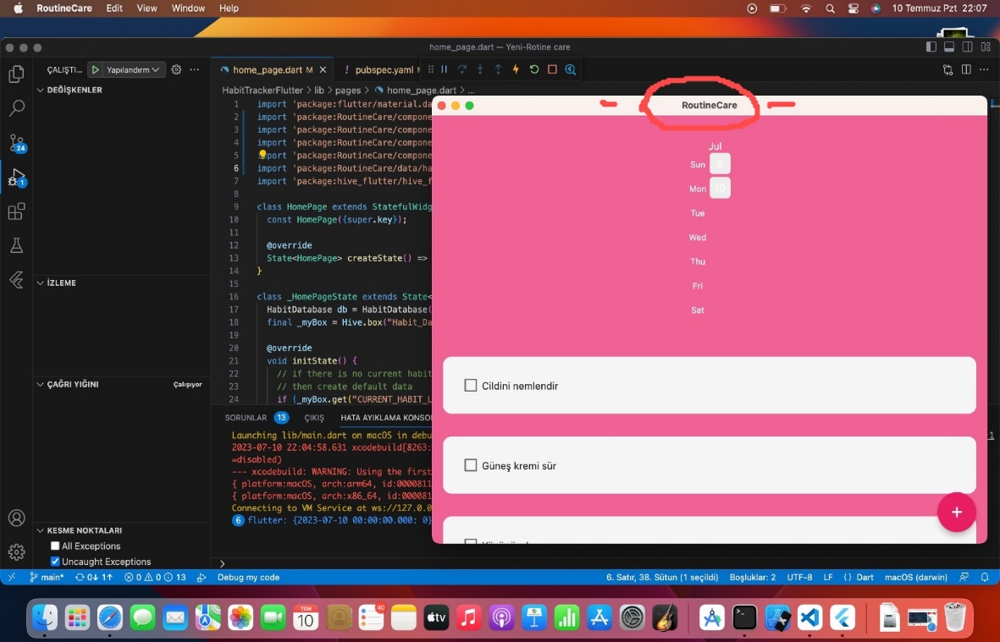 RoutineCare Edit View Window Help 10 Temmuz Pzt 22:07
home_page.dart — Yeni-Rotine care
ÇALIŞTI... Yapılandırm
home_page.dart M
! pubspec.yaml
DEĞİŞKENLER
HabitTrackerFlutter > lib > pages > home_page.dart > ...
1 import 'package:flutter/material.da
2 import 'package:RoutineCare/compone
3 import 'package:RoutineCare/compone
4 import 'package:RoutineCare/compone
5 import 'package:RoutineCare/compone
6 import 'package:RoutineCare/data/ha
7 import 'package:hive_flutter/hive_f
8
9 class HomePage extends StatefulWidg
10 const HomePage({super.key});
11
12 @override
13 State<HomePage> createState() =>
14 }
15
16 class _HomePageState extends State<
17 HabitDatabase db = HabitDatabase(
18 final _myBox = Hive.box("Habit_Da
19
20 @override
21 void initState() {
22 // if there is no current habit
23 // then create default data
24 if (_myBox.get("CURRENT_HABIT_L
24
1
İZLEME
ÇAĞRI YIĞINI Çalışıyor
KESME NOKTALARI
All Exceptions
Uncaught Exceptions
SORUNLAR 13 ÇIKIŞ HATA AYIKLAMA KONSO
Launching lib/main.dart on macOS in debu
2023-07-10 22:04:58.631 xcodebuild[8263:
=disabled)
--- xcodebuild: WARNING: Using the first
{ platform:macOS, arch:arm64, id:0000811
{ platform:macOS, arch:x86_64, id:000081
Connecting to VM Service at ws://127.0.0
6 flutter: {2023-07-10 00:00:00.000: 0}
RoutineCare
Jul
Sun 9
Mon 10
Tue
Wed
Thu
Fri
Sat
Cildini nemlendir
Güneş kremi sür
+
1
main* 0↓ 1↑ 0 0 13 Debug my code 6. Satır, 38. Sütun (1 seçildi) Boşluklar: 2 UTF-8 LF {} Dart macOS (darwin)
TEM
10
40
tv